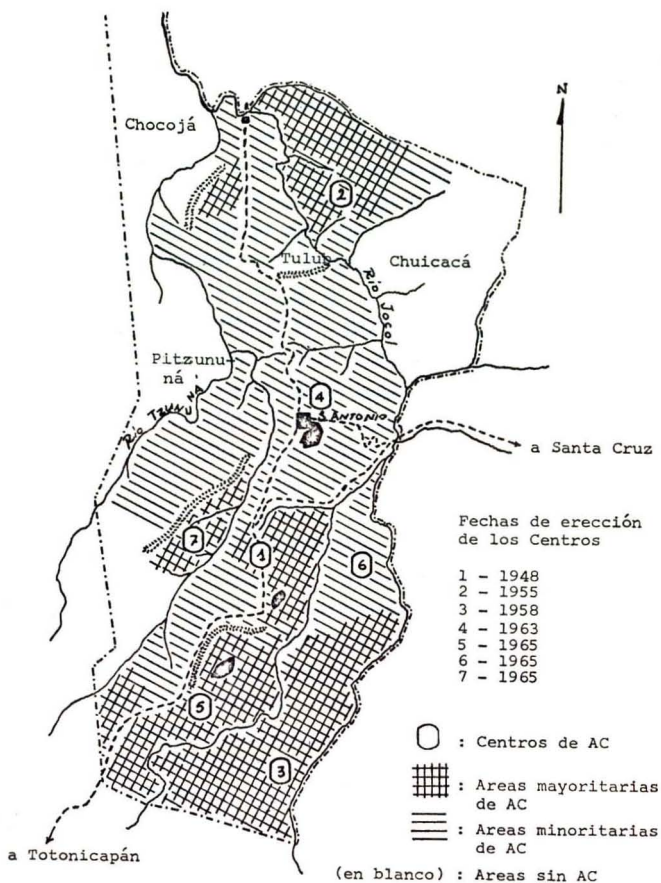 N
Chocojá
2
Tulup
Chuicacá
Río Joco
Pitzunu-
ná
Río TZUNUNÁ
4
S. ANTONIO
a Santa Cruz
Fechas de erección
de los Centros
1 - 1948
2 - 1955
3 - 1958
4 - 1963
5 - 1965
6 - 1965
7 - 1965
7
1
6
5
3
: Centros de AC
: Areas mayoritarias
de AC
: Areas minoritarias
de AC
(en blanco) : Areas sin AC
a Totonicapán